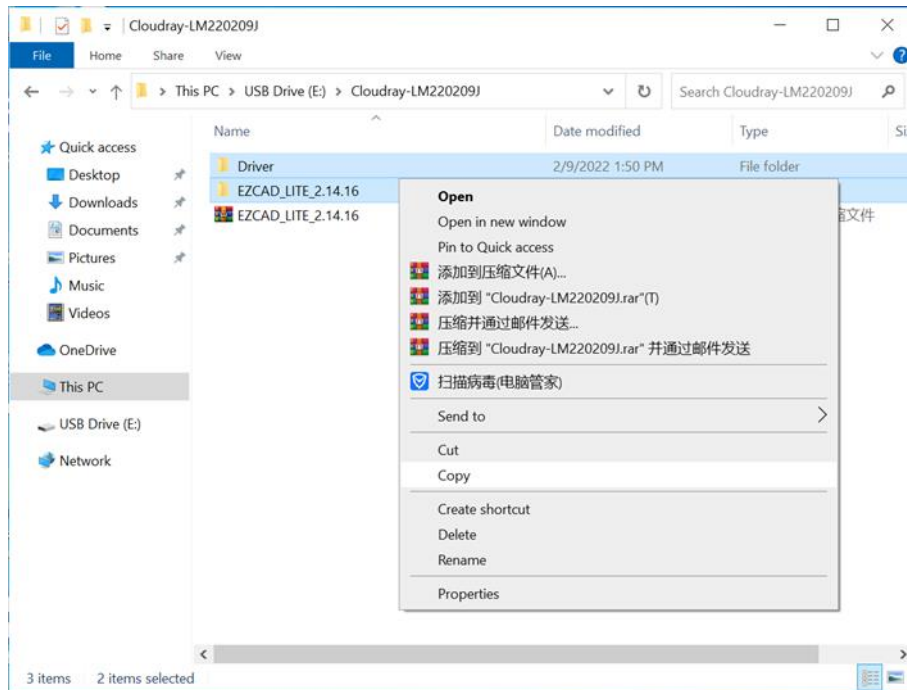 Cloudray-LM220209J
File Home Share View
This PC > USB Drive (E:) > Cloudray-LM220209J
Search Cloudray-LM220209J
Name Date modified Type
Quick access
Desktop
Downloads
Documents
Pictures
Music
Videos
OneDrive
This PC
USB Drive (E:)
Network
Driver 2/9/2022 1:50 PM File folder
EZCAD_LITE_2.14.16
EZCAD_LITE_2.14.16 缩文件
Open
Open in new window
Pin to Quick access
添加到压缩文件(A)...
添加到 "Cloudray-LM220209J.rar"(T)
压缩并通过邮件发送...
压缩到 "Cloudray-LM220209J.rar" 并通过邮件发送
扫描病毒(电脑管家)
Send to
Cut
Copy
Create shortcut
Delete
Rename
Properties
3 items 2 items selected